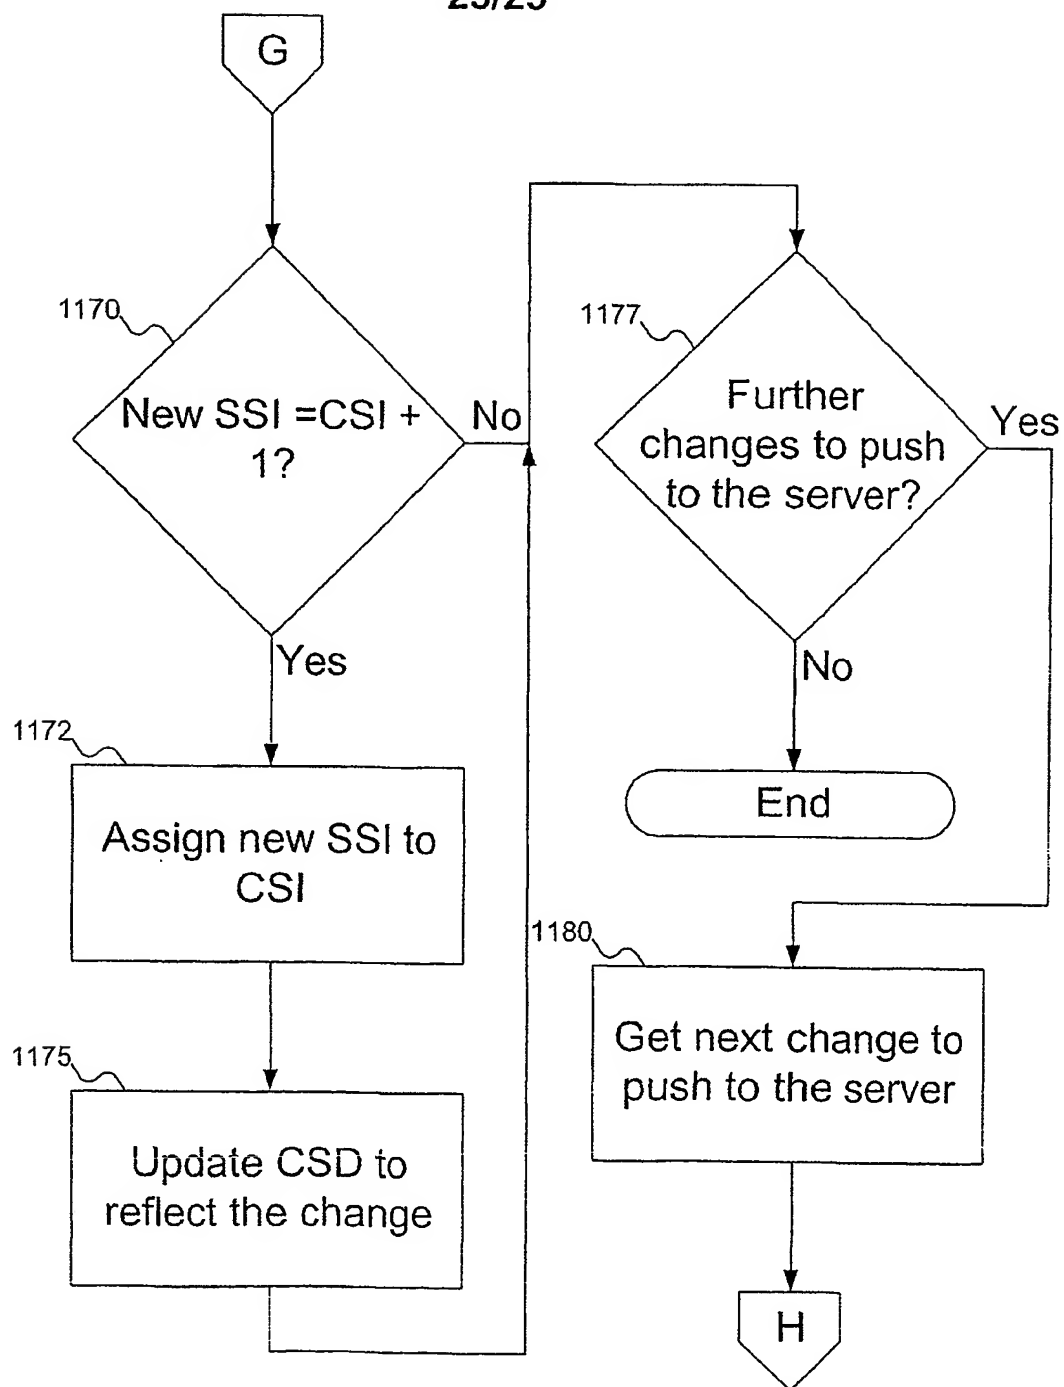 25/25
G
1170
New SSI =CSI +
1?
No
Yes
1172
Assign new SSI to
CSI
1175
Update CSD to
reflect the change
1177
Further
changes to push
to the server?
Yes
No
End
1180
Get next change to
push to the server
H